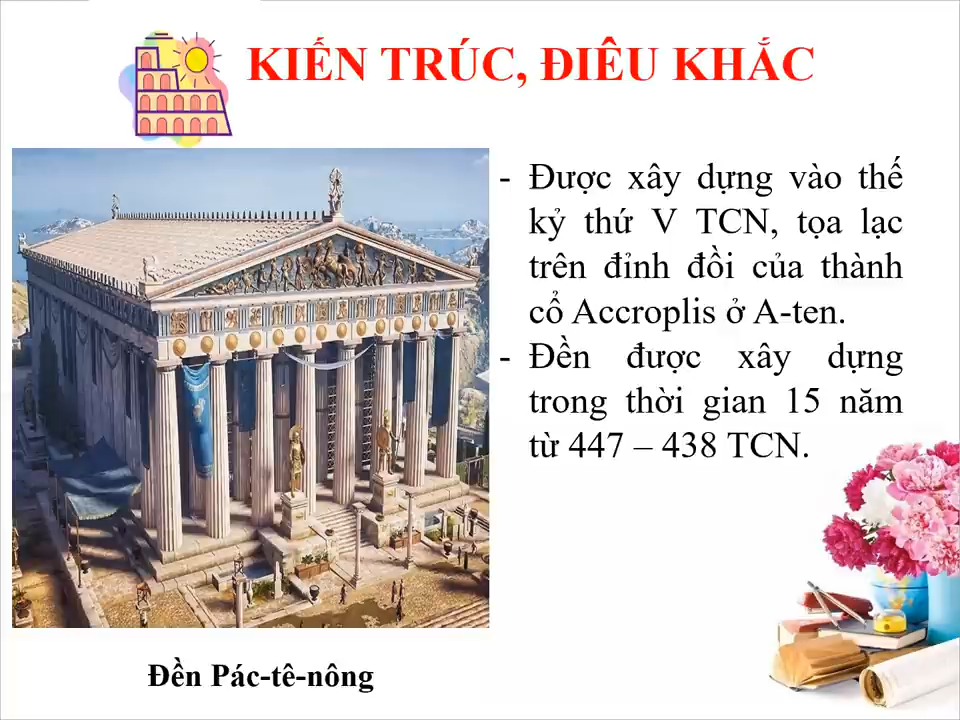 KIẾN TRÚC, ĐIÊU KHẮC
- Được xây dựng vào thế
kỷ thứ V TCN, tọa lạc
trên đỉnh đồi của thành
cổ Accroplis ở A-ten.
- Đền được xây dựng
trong thời gian 15 năm
từ 447 – 438 TCN.
Đền Pác-tê-nông